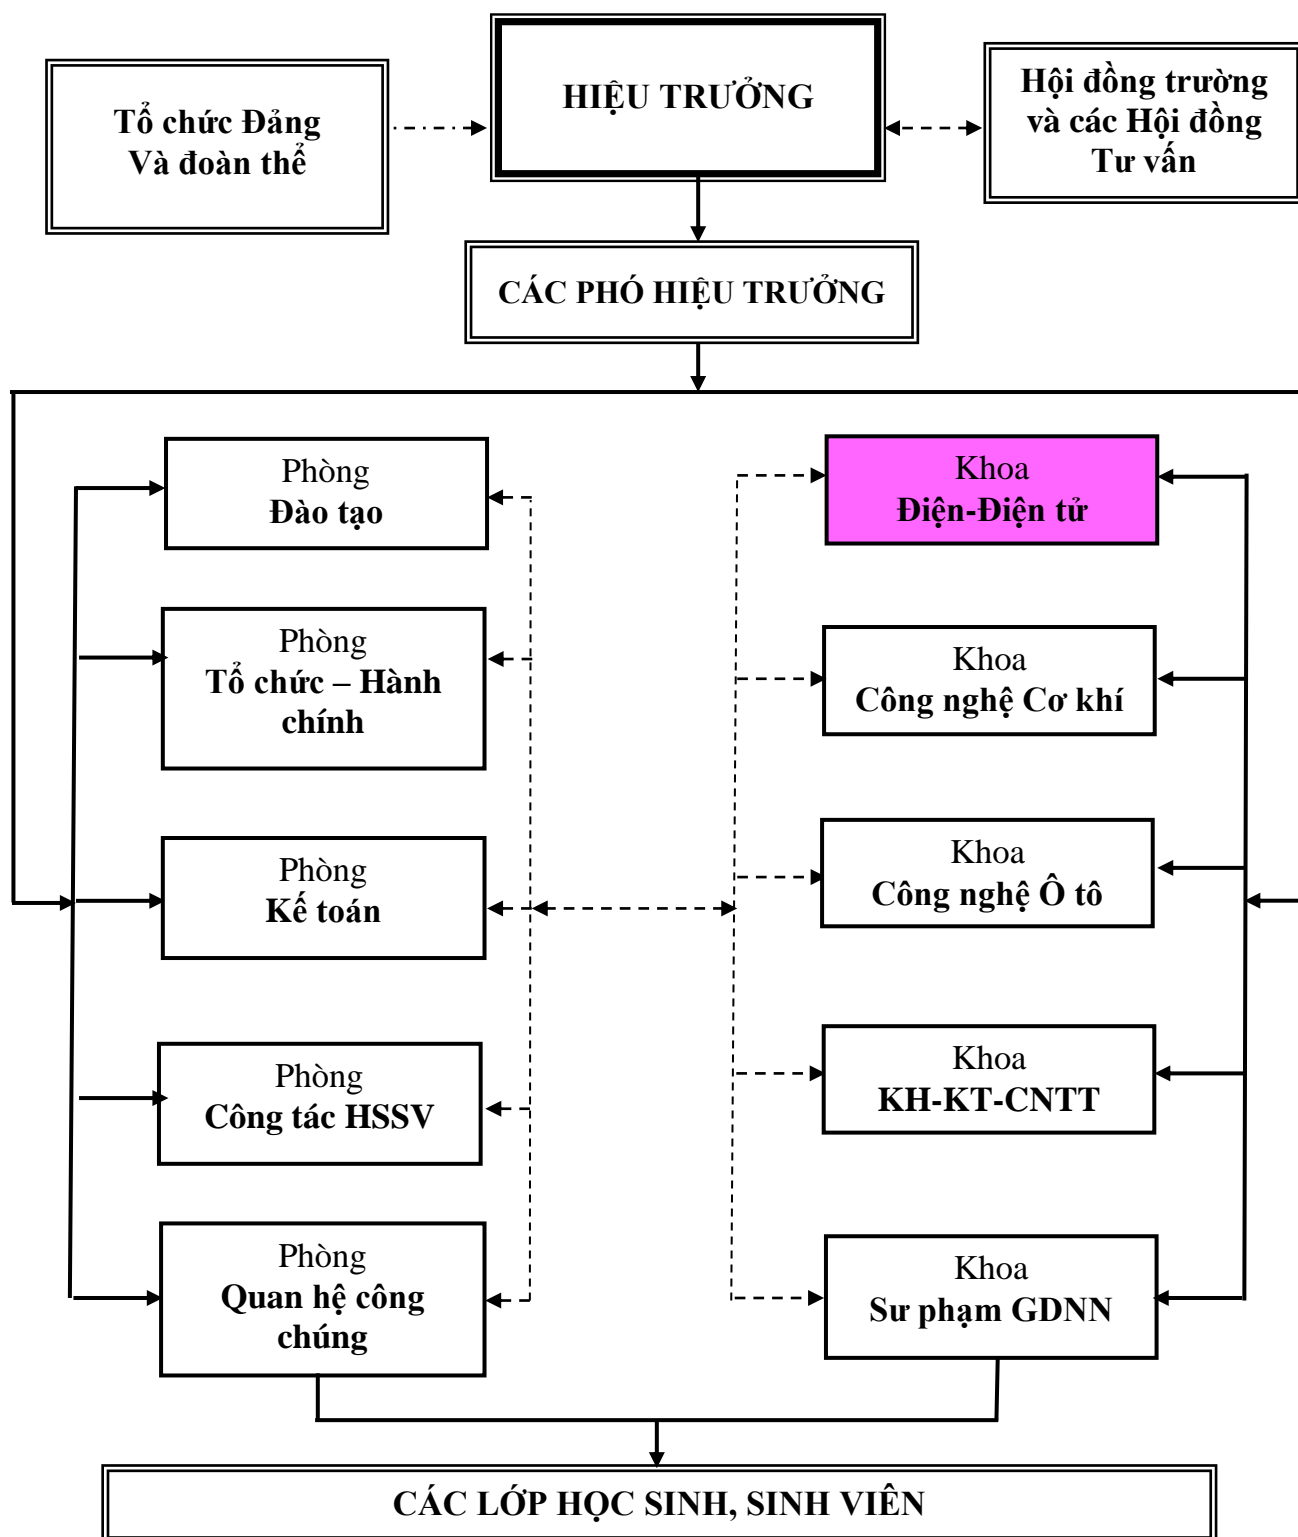 HIỆU TRƯỞNG
Tổ chức Đảng
Và đoàn thể
Hội đồng trường
và các Hội đồng
Tư vấn
CÁC PHÓ HIỆU TRƯỞNG
Phòng
Đào tạo
Khoa
Điện-Điện tử
Phòng
Tổ chức – Hành
chính
Khoa
Công nghệ Cơ khí
Phòng
Kế toán
Khoa
Công nghệ Ô tô
Phòng
Công tác HSSV
Khoa
KH-KT-CNTT
Phòng
Quan hệ công
chúng
Khoa
Sư phạm GDNN
CÁC LỚP HỌC SINH, SINH VIÊN